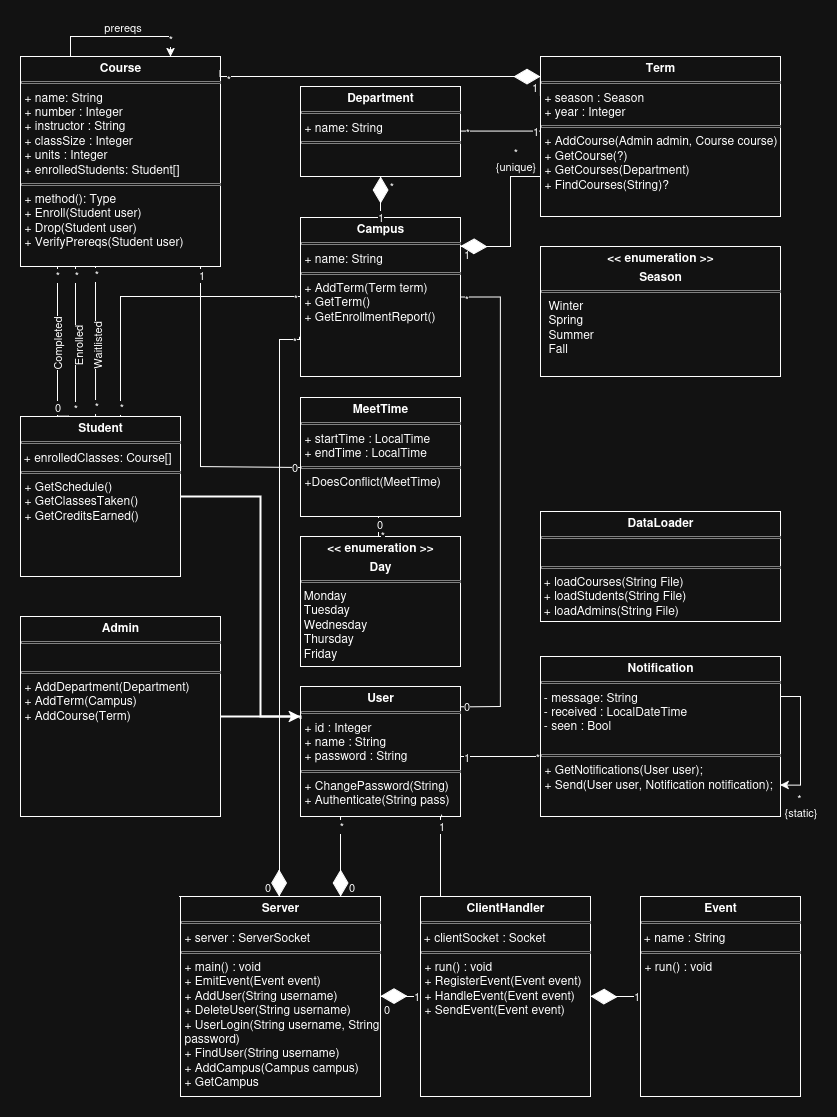 prereqs
*
Course
+ name: String
+ number : Integer
+ instructor : String
+ classSize : Integer
+ units : Integer
+ enrolledStudents: Student[]
+ method(): Type
+ Enroll(Student user)
+ Drop(Student user)
+ VerifyPrereqs(Student user)
*
1
Term
+ season : Season
+ year : Integer
+ AddCourse(Admin admin, Course course)
+ GetCourse(?)
+ GetCourses(Department)
+ FindCourses(String)?
Department
+ name: String
*
1
*
{unique}
*
1
Campus
+ name: String
+ AddTerm(Term term)
+ GetTerm()
+ GetEnrollmentReport()
1
*
*
*
<< enumeration >>
Season
Winter
Spring
Summer
Fall
*
*
*
1
Completed
Enrolled
Waitlisted
0
*
*
*
Student
+ enrolledClasses: Course[]
+ GetSchedule()
+ GetClassesTaken()
+ GetCreditsEarned()
MeetTime
+ startTime : LocalTime
+ endTime : LocalTime
+DoesConflict(MeetTime)
0
0
*
<< enumeration >>
Day
Monday
Tuesday
Wednesday
Thursday
Friday
DataLoader
+ loadCourses(String File)
+ loadStudents(String File)
+ loadAdmins(String File)
Admin
+ AddDepartment(Department)
+ AddTerm(Campus)
+ AddCourse(Term)
User
+ id : Integer
+ name : String
+ password : String
+ ChangePassword(String)
+ Authenticate(String pass)
0
1
*
Notification
- message: String
- received : LocalDateTime
- seen : Bool
+ GetNotifications(User user);
+ Send(User user, Notification notification);
*
{static}
*
1
0
0
Server
+ server : ServerSocket
+ main() : void
+ EmitEvent(Event event)
+ AddUser(String username)
+ DeleteUser(String username)
+ UserLogin(String username, String
password)
+ FindUser(String username)
+ AddCampus(Campus campus)
+ GetCampus
0
1
ClientHandler
+ clientSocket : Socket
+ run() : void
+ RegisterEvent(Event event)
+ HandleEvent(Event event)
+ SendEvent(Event event)
1
Event
+ name : String
+ run() : void